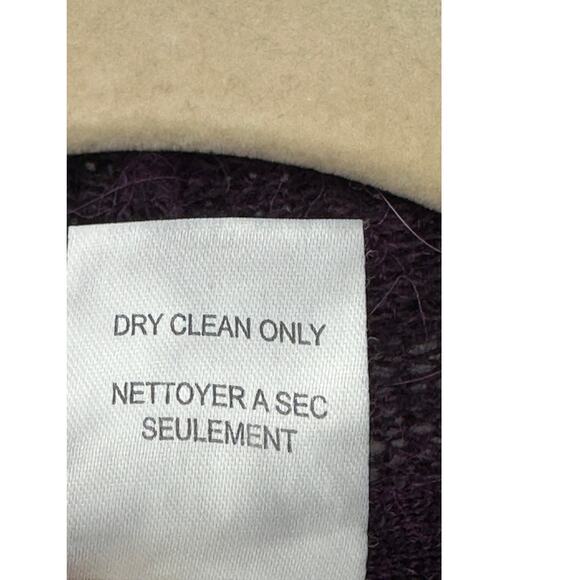 DRY CLEAN ONLY
NETTOYER A SEC
SEULEMENT